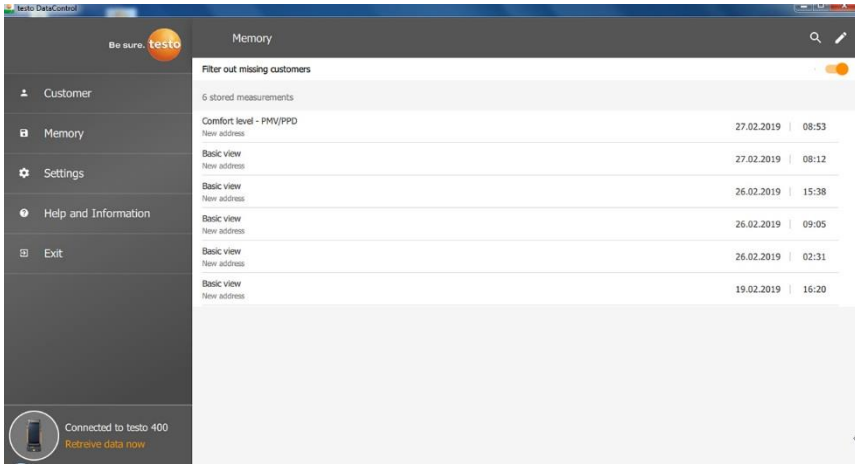 testo DataControl
Be sure. testo
Memory
Filter out missing customers
Customer
6 stored measurements
Comfort level - PMV/PPD
New address
27.02.2019 | 08:53
Memory
Basic view
New address
27.02.2019 | 08:12
Settings
Basic view
New address
26.02.2019 | 15:38
Help and Information
Basic view
New address
26.02.2019 | 09:05
Exit
Basic view
New address
26.02.2019 | 02:31
Basic view
New address
19.02.2019 | 16:20
Connected to testo 400
Retreive data now